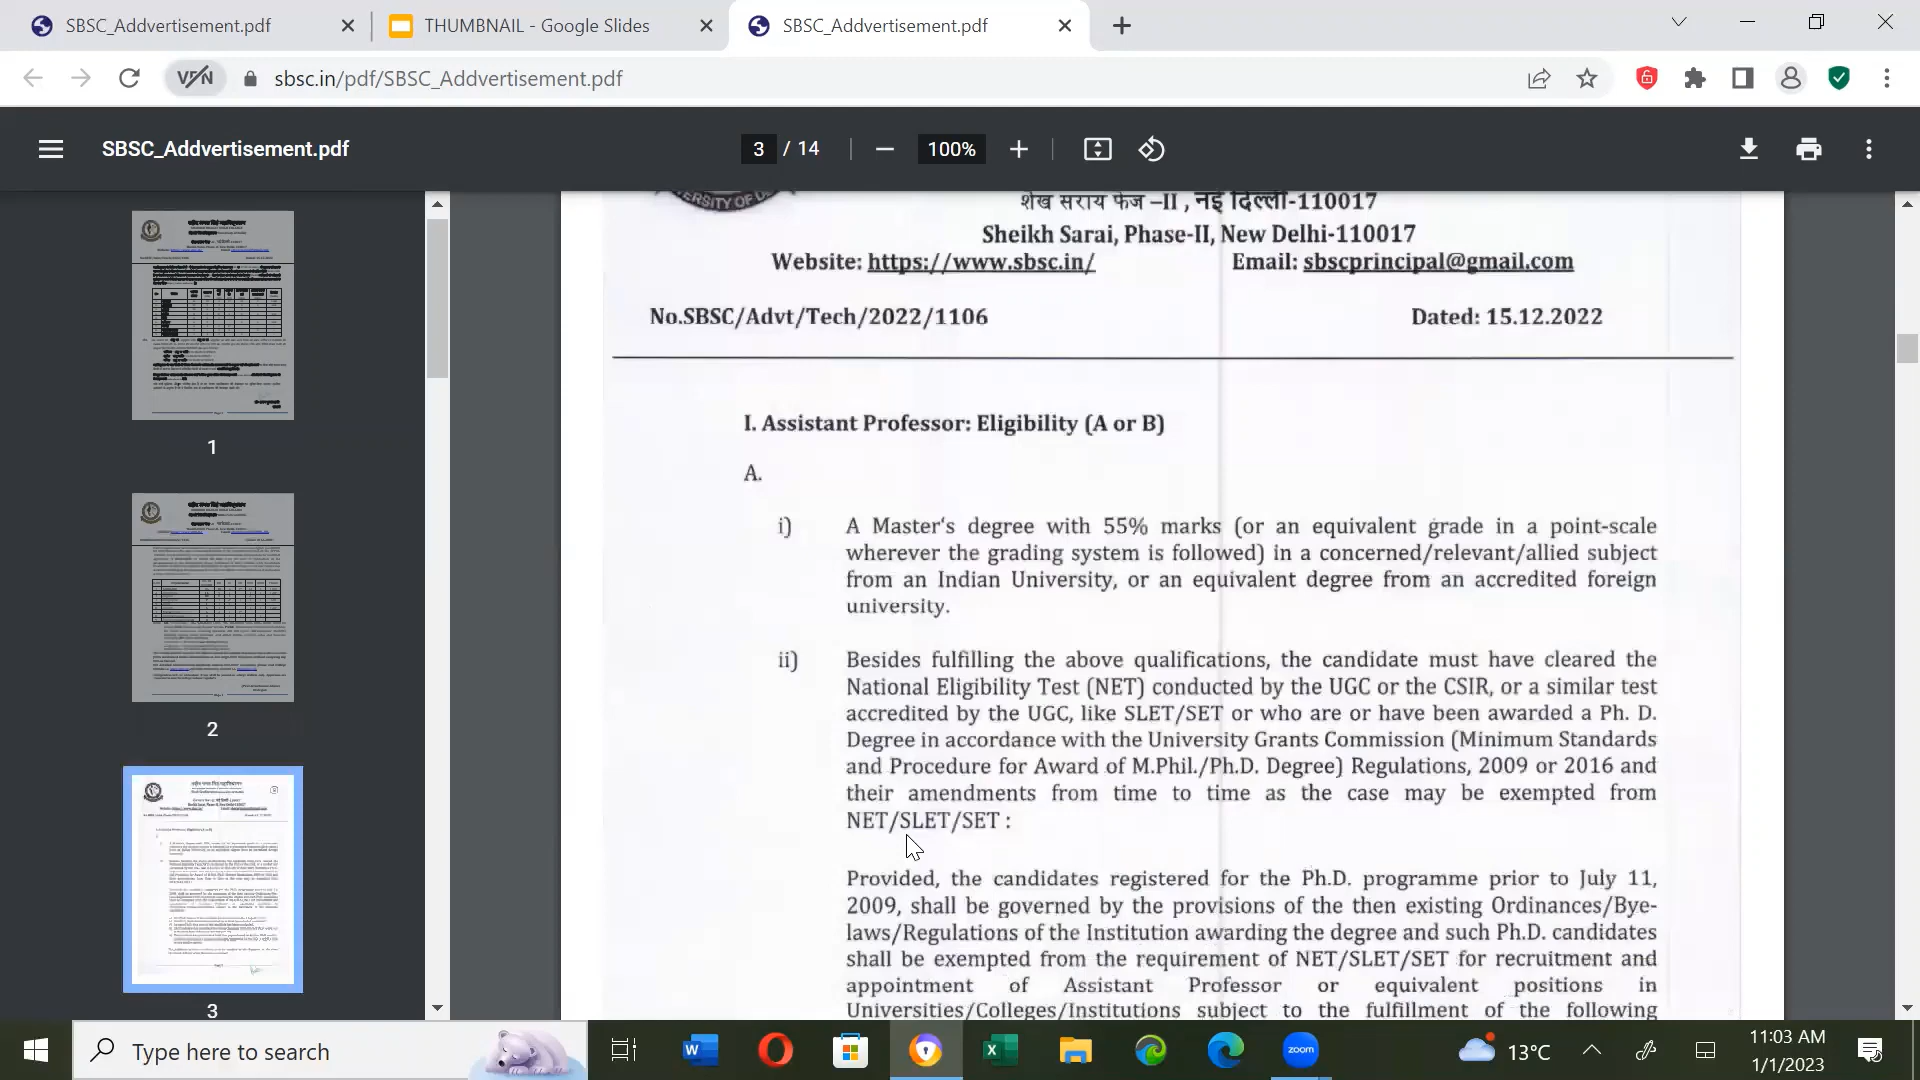 SBSC_Addvertisement.pdf
THUMBNAIL - Google Slides
SBSC_Addvertisement.pdf
VPN
sbsc.in/pdf/SBSC_Addvertisement.pdf
SBSC_Addvertisement.pdf
3 / 14
100%
1
2
3
शेख सराय फेज –II , नई दिल्ली-110017
Sheikh Sarai, Phase-II, New Delhi-110017
Website: https://www.sbsc.in/ Email: sbscprincipal@gmail.com
No.SBSC/Advt/Tech/2022/1106 Dated: 15.12.2022
I. Assistant Professor: Eligibility (A or B)
A.
i) A Master's degree with 55% marks (or an equivalent grade in a point-scale
wherever the grading system is followed) in a concerned/relevant/allied subject
from an Indian University, or an equivalent degree from an accredited foreign
university.
ii) Besides fulfilling the above qualifications, the candidate must have cleared the
National Eligibility Test (NET) conducted by the UGC or the CSIR, or a similar test
accredited by the UGC, like SLET/SET or who are or have been awarded a Ph. D.
Degree in accordance with the University Grants Commission (Minimum Standards
and Procedure for Award of M.Phil./Ph.D. Degree) Regulations, 2009 or 2016 and
their amendments from time to time as the case may be exempted from
NET/SLET/SET :
Provided, the candidates registered for the Ph.D. programme prior to July 11,
2009, shall be governed by the provisions of the then existing Ordinances/Bye-
laws/Regulations of the Institution awarding the degree and such Ph.D. candidates
shall be exempted from the requirement of NET/SLET/SET for recruitment and
appointment of Assistant Professor or equivalent positions in
Universities/Colleges/Institutions subject to the fulfillment of the following
Type here to search
zoom
13°C
11:03 AM
1/1/2023